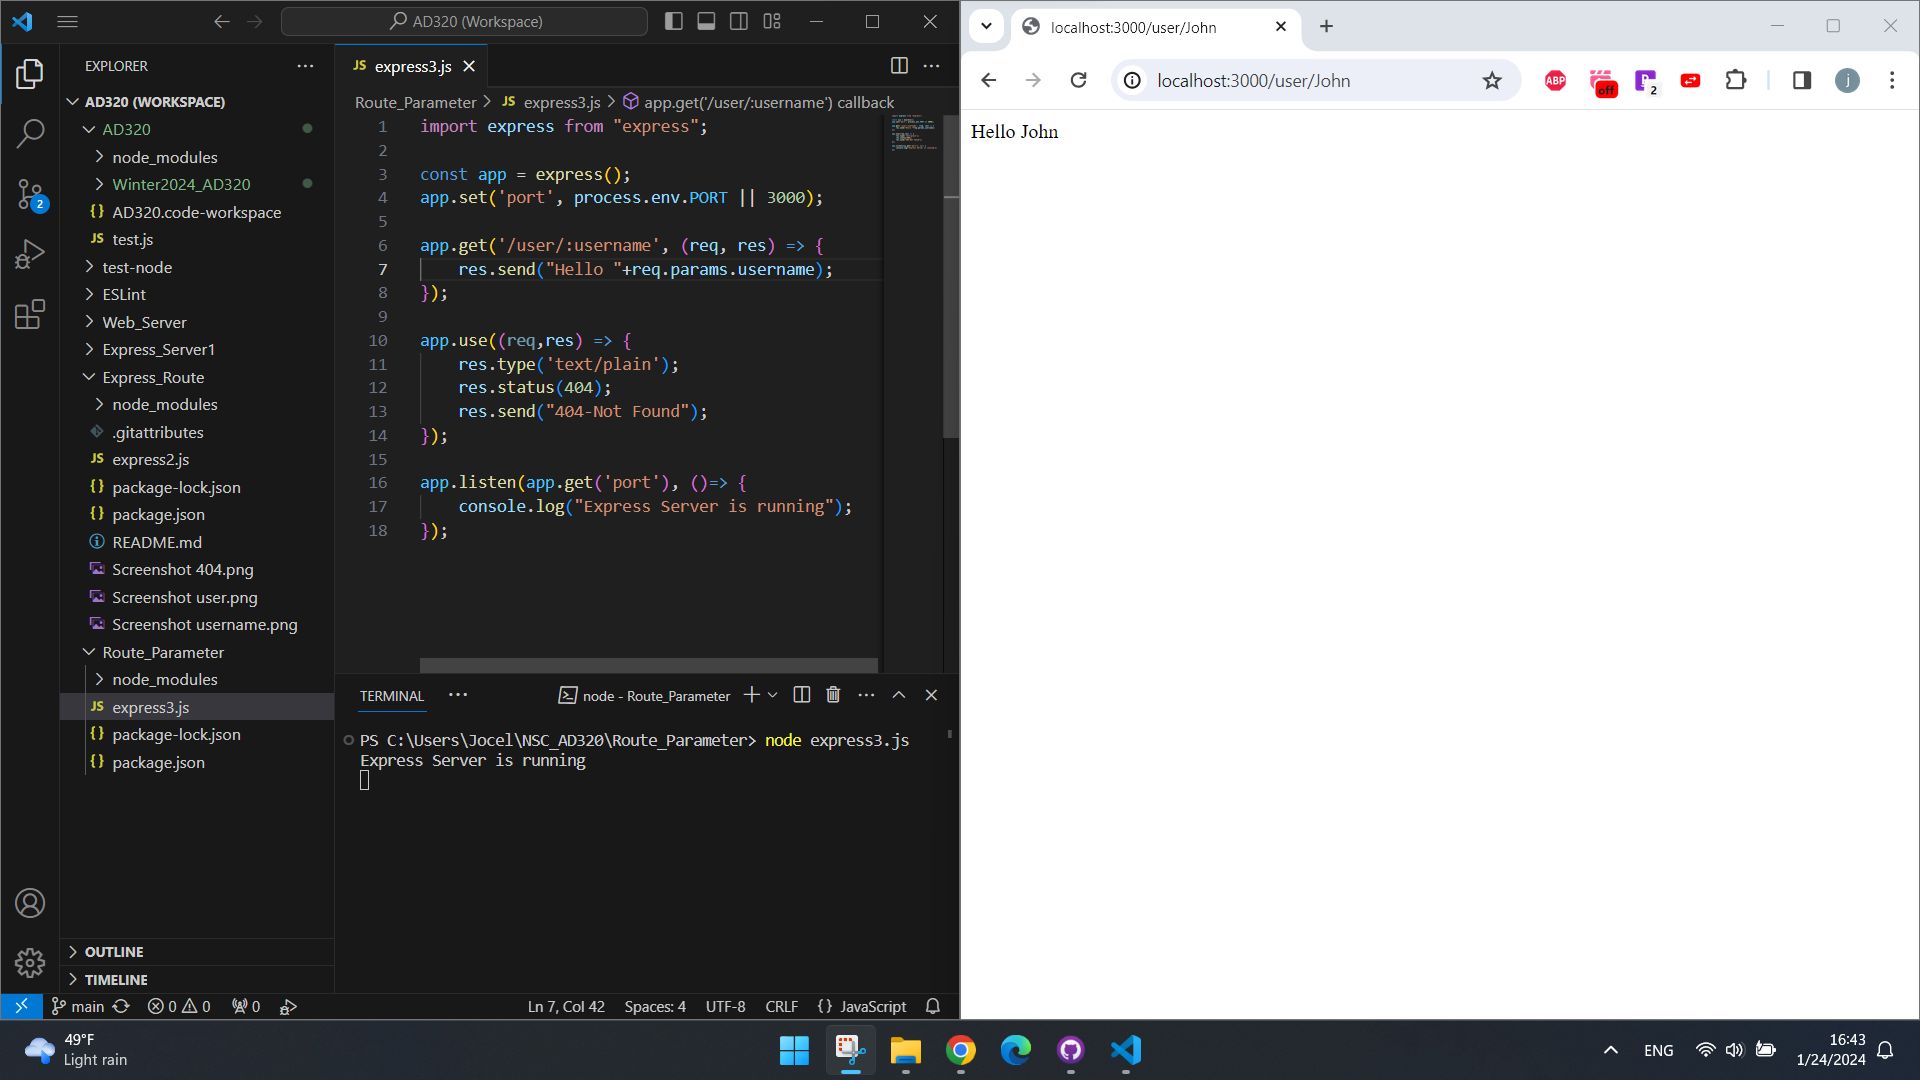 AD320 (Workspace)
EXPLORER
AD320 (WORKSPACE)
AD320
node_modules
Winter2024_AD320
{} AD320.code-workspace
JS test.js
test-node
ESLint
Web_Server
Express_Server1
Express_Route
node_modules
.gitattributes
JS express2.js
{} package-lock.json
{} package.json
README.md
Screenshot 404.png
Screenshot user.png
Screenshot username.png
Route_Parameter
node_modules
JS express3.js
{} package-lock.json
{} package.json
OUTLINE
TIMELINE
2
JS express3.js
Route_Parameter > JS express3.js > app.get('/user/:username') callback
1 import express from "express";
2
3 const app = express();
4 app.set('port', process.env.PORT || 3000);
5
6 app.get('/user/:username', (req, res) => {
7 res.send("Hello "+req.params.username);
8 });
9
10 app.use((req,res) => {
11 res.type('text/plain');
12 res.status(404);
13 res.send("404-Not Found");
14 });
15
16 app.listen(app.get('port'), ()=> {
17 console.log("Express Server is running");
18 });
TERMINAL
node - Route_Parameter
PS C:\Users\Jocel\NSC_AD320\Route_Parameter> node express3.js
Express Server is running
main 0 0 0
Ln 7, Col 42 Spaces: 4 UTF-8 CRLF {} JavaScript
localhost:3000/user/John
localhost:3000/user/John
ABP
off
2
j
Hello John
49°F
Light rain
ENG
16:43
1/24/2024